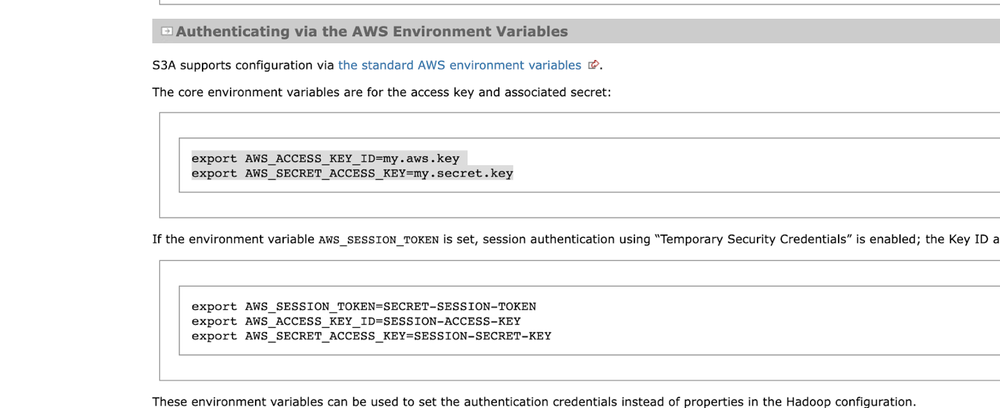 Authenticating via the AWS Environment Variables
S3A supports configuration via the standard AWS environment variables .
The core environment variables are for the access key and associated secret:
export AWS_ACCESS_KEY_ID=my.aws.key
export AWS_SECRET_ACCESS_KEY=my.secret.key
If the environment variable AWS_SESSION_TOKEN is set, session authentication using “Temporary Security Credentials” is enabled; the Key ID a
export AWS_SESSION_TOKEN=SECRET-SESSION-TOKEN
export AWS_ACCESS_KEY_ID=SESSION-ACCESS-KEY
export AWS_SECRET_ACCESS_KEY=SESSION-SECRET-KEY
These environment variables can be used to set the authentication credentials instead of properties in the Hadoop configuration.